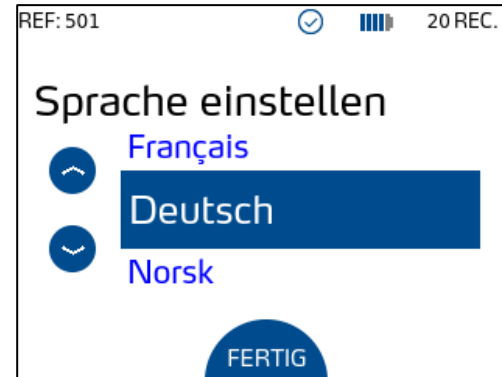 REF: 501 20 REC.
Sprache einstellen
Français
Deutsch
Norsk
FERTIG